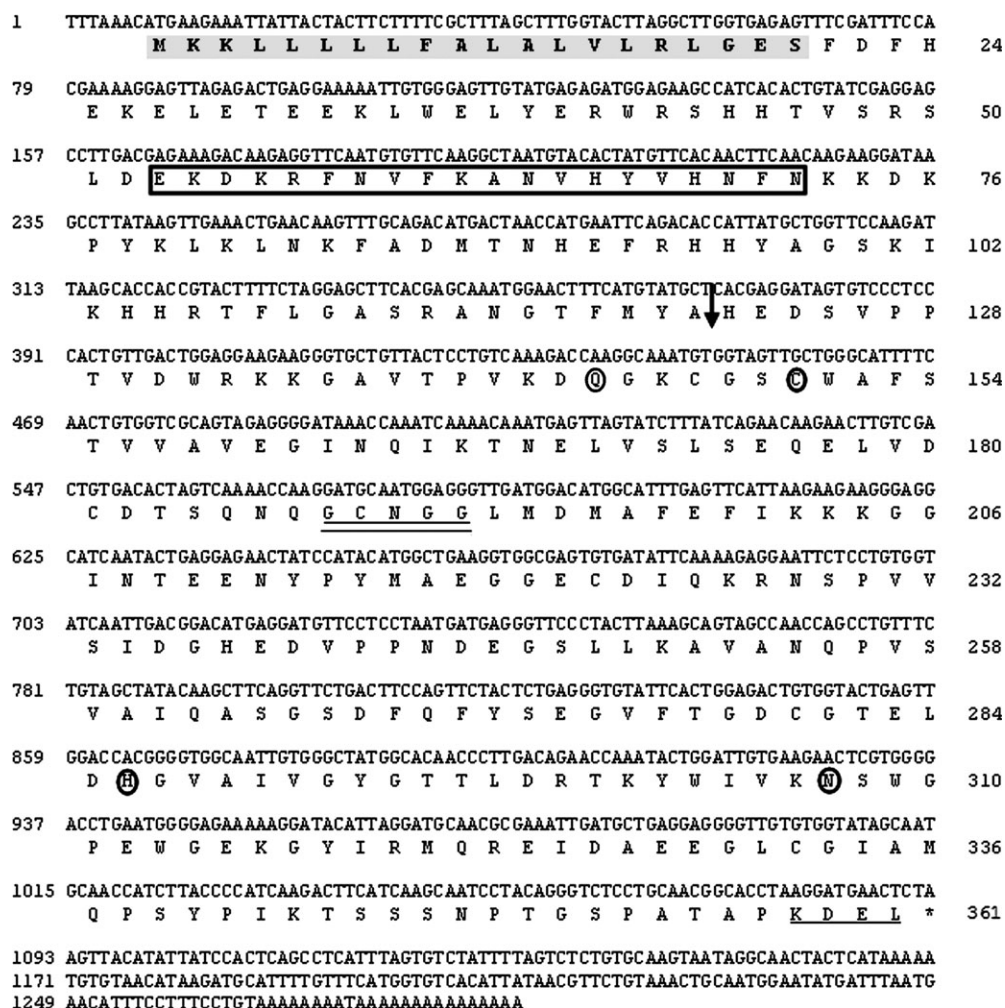 1 TTTAAACATGAAGAAATTATTACTACTTCTTTTCGCTTTAGCTTTGGTACTTAGGCTTGGTGAGAGTTTCGATTTCCA
M K K L L L L L F A L A L V L R L G E S F D F H 24
79 CGAAAAGGAGTTAGAGACTGAGGAAAAATTGTGGGAGTTGTATGAGAGATGGAGAAGCCATCACACTGTATCGAGGAG
E K E L E T E E K L W E L Y E R W R S H H T V S R S 50
157 CCTTGACGAGAAAGACAAGAGGTTCAATGTGTTCAAGGCTAATGTACACTATGTTCACAACTTCAACAAGAAGGATAA
L D E K D K R F N V F K A N V H Y V H N F N K K D K 76
235 GCCTTATAAGTTGAAACTGAACAAGTTTGCAGACATGACTAACCATGAATTCAGACACCATTATGCTGGTTCCAAGAT
P Y K L K L N K F A D M T N H E F R H H Y A G S K I 102
313 TAAGCACCACCGTACTTTTCTAGGAGCTTCACGAGCAAATGGAACTTTCATGTATGCTCACGAGGATAGTGTCCCTCC
K H H R T F L G A S R A N G T F M Y A H E D S V P P 128
391 CACTGTTGACTGGAGGAAGAAGGGTGCTGTTACTCCTGTCAAAGACCAAGGCAAATGTGGTAGTTGCTGGGCATTTTC
T V D W R K K G A V T P V K D Q G K C G S C W A F S 154
469 AACTGTGGTCGCAGTAGAGGGGATAAACCAAATCAAAACAAATGAGTTAGTATCTTTATCAGAACAAGAACTTGTCGA
T V V A V E G I N Q I K T N E L V S L S E Q E L V D 180
547 CTGTGACACTAGTCAAAACCAAGGATGCAATGGAGGGTTGATGGACATGGCATTTGAGTTCATTAAGAAGAAGGGAGG
C D T S Q N Q G C N G G L M D M A F E F I K K K G G 206
625 CATCAATACTGAGGAGAACTATCCATACATGGCTGAAGGTGGCGAGTGTGATATTCAAAAGAGGAATTCTCCTGTGGT
I N T E E N Y P Y M A E G G E C D I Q K R N S P V V 232
703 ATCAATTGACGGACATGAGGATGTTCCTCCTAATGATGAGGGTTCCCTACTTAAAGCAGTAGCCAACCAGCCTGTTTC
S I D G H E D V P P N D E G S L L K A V A N Q P V S 258
781 TGTAGCTATACAAGCTTCAGGTTCTGACTTCCAGTTCTACTCTGAGGGTGTATTCACTGGAGACTGTGGTACTGAGTT
V A I Q A S G S D F Q F Y S E G V F T G D C G T E L 284
859 GGACCACGGGGTGGCAATTGTGGGCTATGGCACAACCCTTGACAGAACCAAATACTGGATTGTGAAGAACTCGTGGGG
D H G V A I V G Y G T T L D R T K Y W I V K N S W G 310
937 ACCTGAATGGGGAGAAAAAGGATACATTAGGATGCAACGCGAAATTGATGCTGAGGAGGGGTTGTGTGGTATAGCAAT
P E W G E K G Y I R M Q R E I D A E E G L C G I A M 336
1015 GCAACCATCTTACCCCATCAAGACTTCATCAAGCAATCCTACAGGGTCTCCTGCAACGGCACCTAAGGATGAACTCTA
Q P S Y P I K T S S S N P T G S P A T A P K D E L * 361
1093 AGTTACATATTATCCACTCAGCCTCATTTAGTGTCTATTTTAGTCTCTGTGCAAGTAATAGGCAACTACTCATAAAAA
1171 TGTGTAACATAAGATGCATTTTTGTTTCATGGTGTCACATTATAACGTTCTGTAAACTGCAATGGAATATGATTTAATG
1249 AACATTTCCTTTCCTGTAAAAAAAATAAAAAAAAAAAAAAA